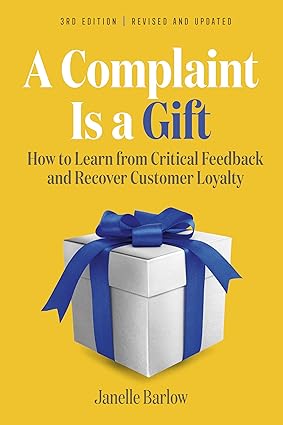 3RD EDITION | REVISED AND UPDATED
A Complaint
Is a Gift
How to Learn from Critical Feedback
and Recover Customer Loyalty
Janelle Barlow